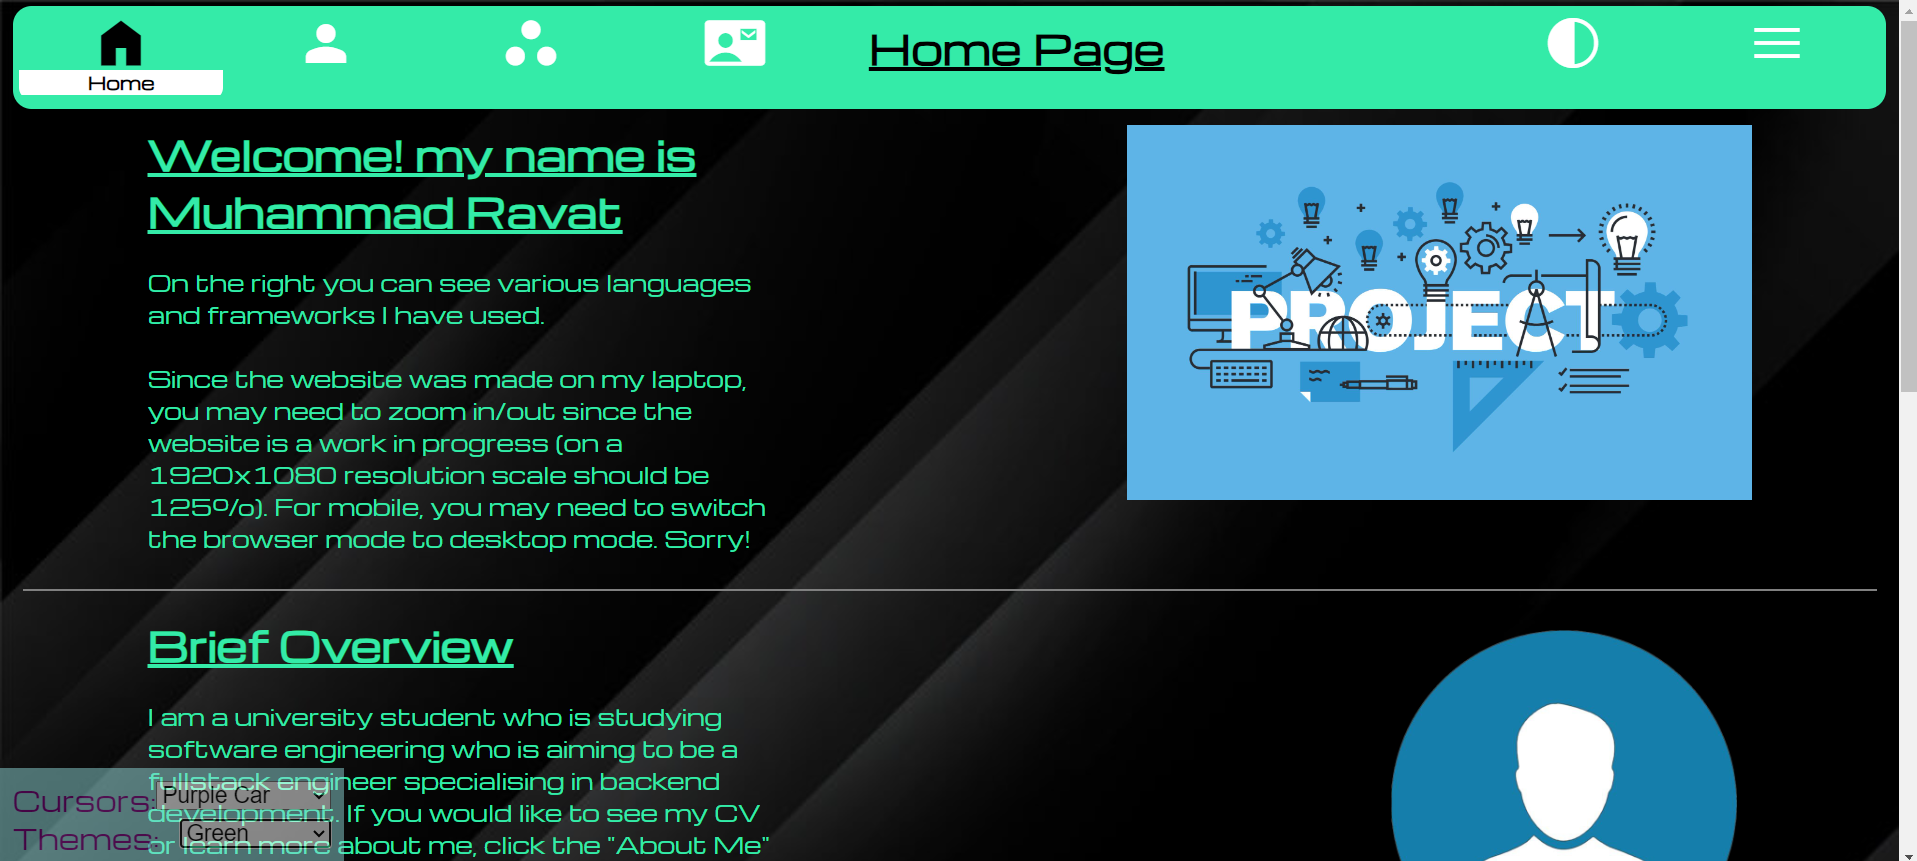 Home Page
Home
Welcome! my name is
Muhammad Ravat
On the right you can see various languages
and frameworks I have used.
Since the website was made on my laptop,
you may need to zoom in/out since the
website is a work in progress (on a
1920x1080 resolution scale should be
125%). For mobile, you may need to switch
the browser mode to desktop mode. Sorry!
PROJECT
Brief Overview
I am a university student who is studying
software engineering who is aiming to be a
fullstack engineer specialising in backend
development. If you would like to see my CV
or learn more about me, click the "About Me"
Cursors: Purple Car
Themes: Green